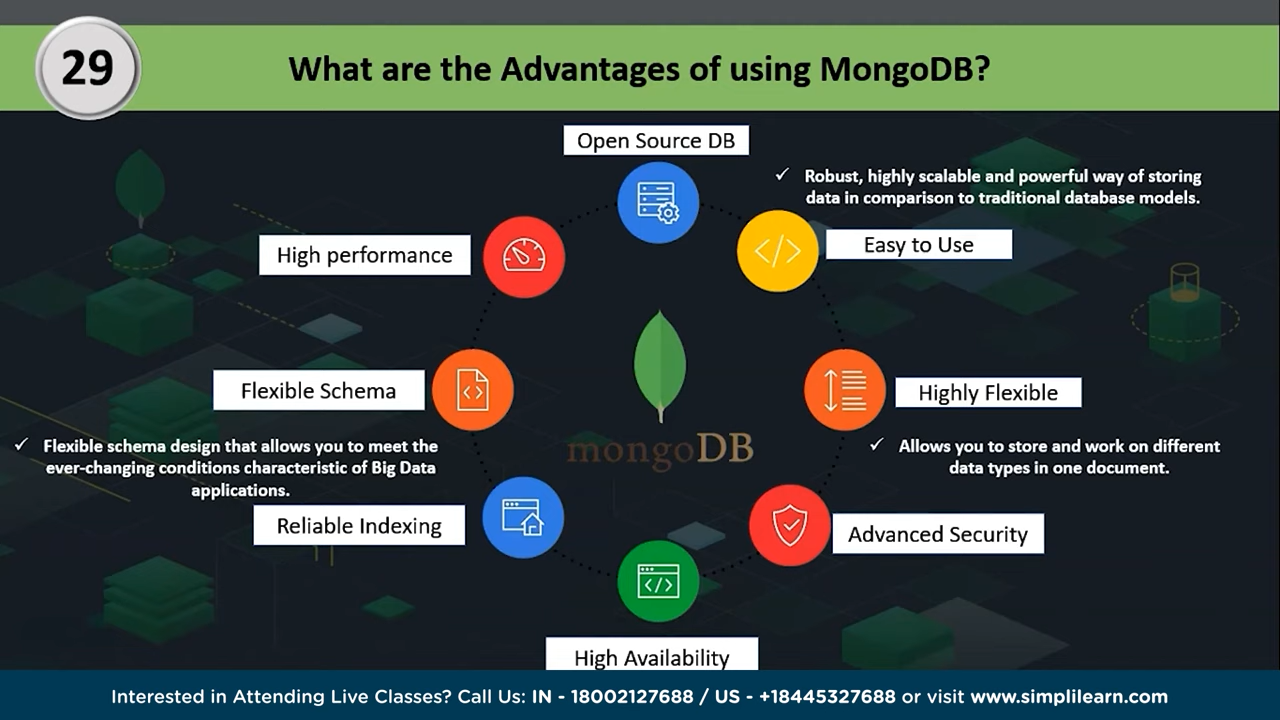 29
What are the Advantages of using MongoDB?
Open Source DB
✓ Robust, highly scalable and powerful way of storing
data in comparison to traditional database models.
Easy to Use
High performance
Flexible Schema
Highly Flexible
✓ Flexible schema design that allows you to meet the
ever-changing conditions characteristic of Big Data
applications.
✓ Allows you to store and work on different
data types in one document.
mongoDB
Reliable Indexing
Advanced Security
High Availability
Interested in Attending Live Classes? Call Us: IN - 18002127688 / US - +18445327688 or visit www.simplilearn.com